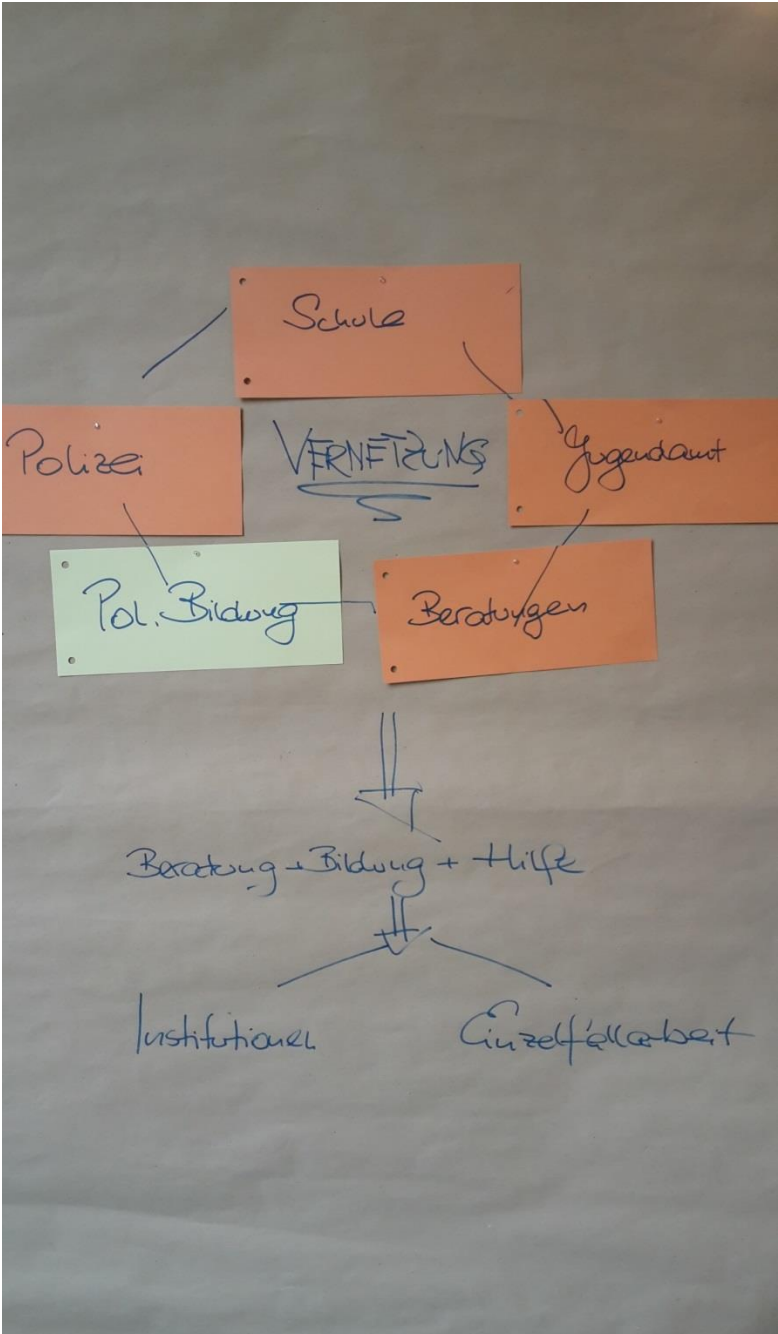 Schule
Polizei
VERNETZUNG
Jugendamt
Pol. Bildung
Beratungen
Beratung + Bildung + Hilfe
Institutionen
Einzelfallarbeit